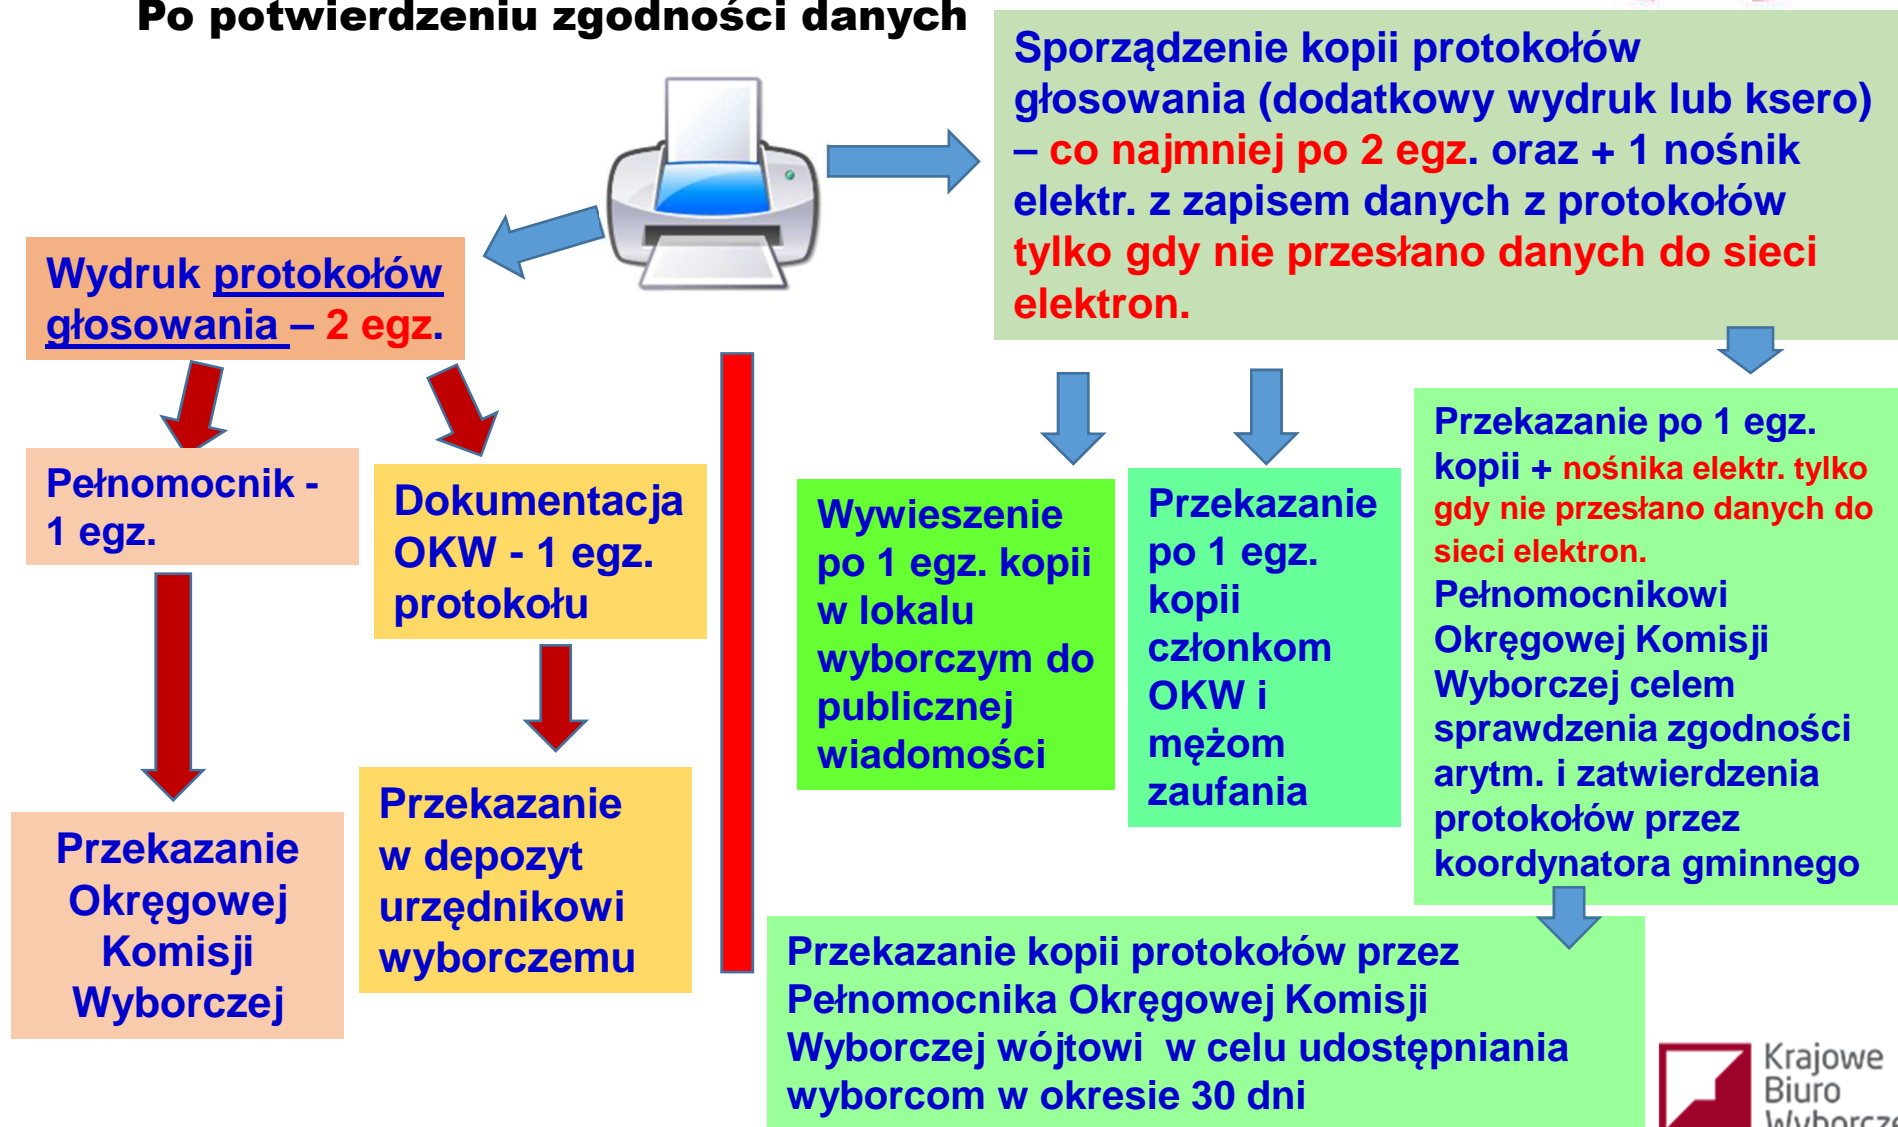 Po potwierdzeniu zgodności danych
Sporządzenie kopii protokołów
głosowania (dodatkowy wydruk lub ksero)
– co najmniej po 2 egz. oraz + 1 nośnik
elektr. z zapisem danych z protokołów
tylko gdy nie przesłano danych do sieci
elektron.
Wydruk protokołów
głosowania – 2 egz.
Pełnomocnik -
1 egz.
Dokumentacja
OKW - 1 egz.
protokołu
Przekazanie
Okręgowej
Komisji
Wyborczej
Przekazanie
w depozyt
urzędnikowi
wyborczemu
Wywieszenie
po 1 egz. kopii
w lokalu
wyborczym do
publicznej
wiadomości
Przekazanie
po 1 egz.
kopii
członkom
OKW i
mężom
zaufania
Przekazanie po 1 egz.
kopii + nośnika elektr. tylko
gdy nie przesłano danych do
sieci elektron.
Pełnomocnikowi
Okręgowej Komisji
Wyborczej celem
sprawdzenia zgodności
arytm. i zatwierdzenia
protokołów przez
koordynatora gminnego
Przekazanie kopii protokołów przez
Pełnomocnika Okręgowej Komisji
Wyborczej wójtowi w celu udostępniania
wyborcom w okresie 30 dni
Krajowe
Biuro